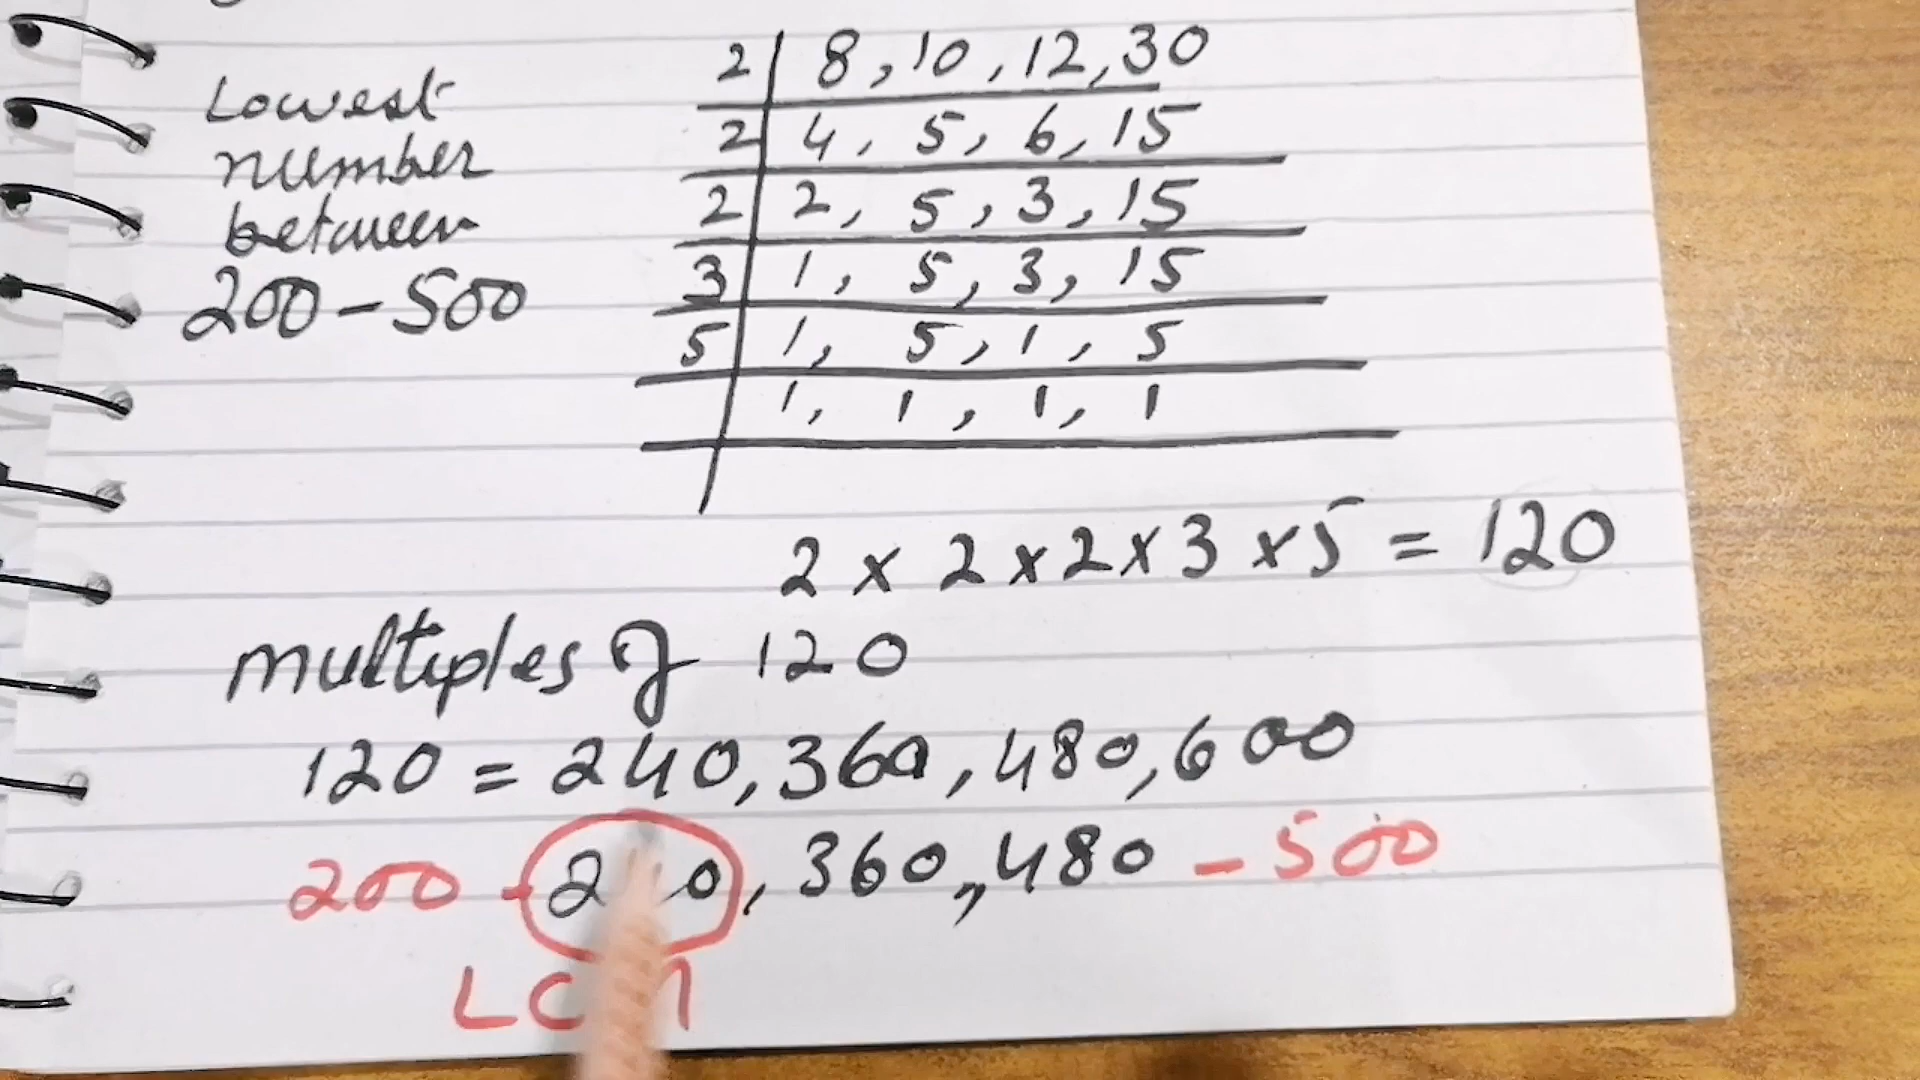 Lowest
number
between
200 - 500
2 | 8, 10, 12, 30
2 | 4, 5, 6, 15
2 | 2, 5, 3, 15
3 | 1, 5, 3, 15
5 | 1, 5, 1, 5
1, 1, 1, 1
2 x 2 x 2 x 3 x 5 = 120
multiples of 120
120 = 240, 360, 480, 600
200 - , 360, 480 - 500